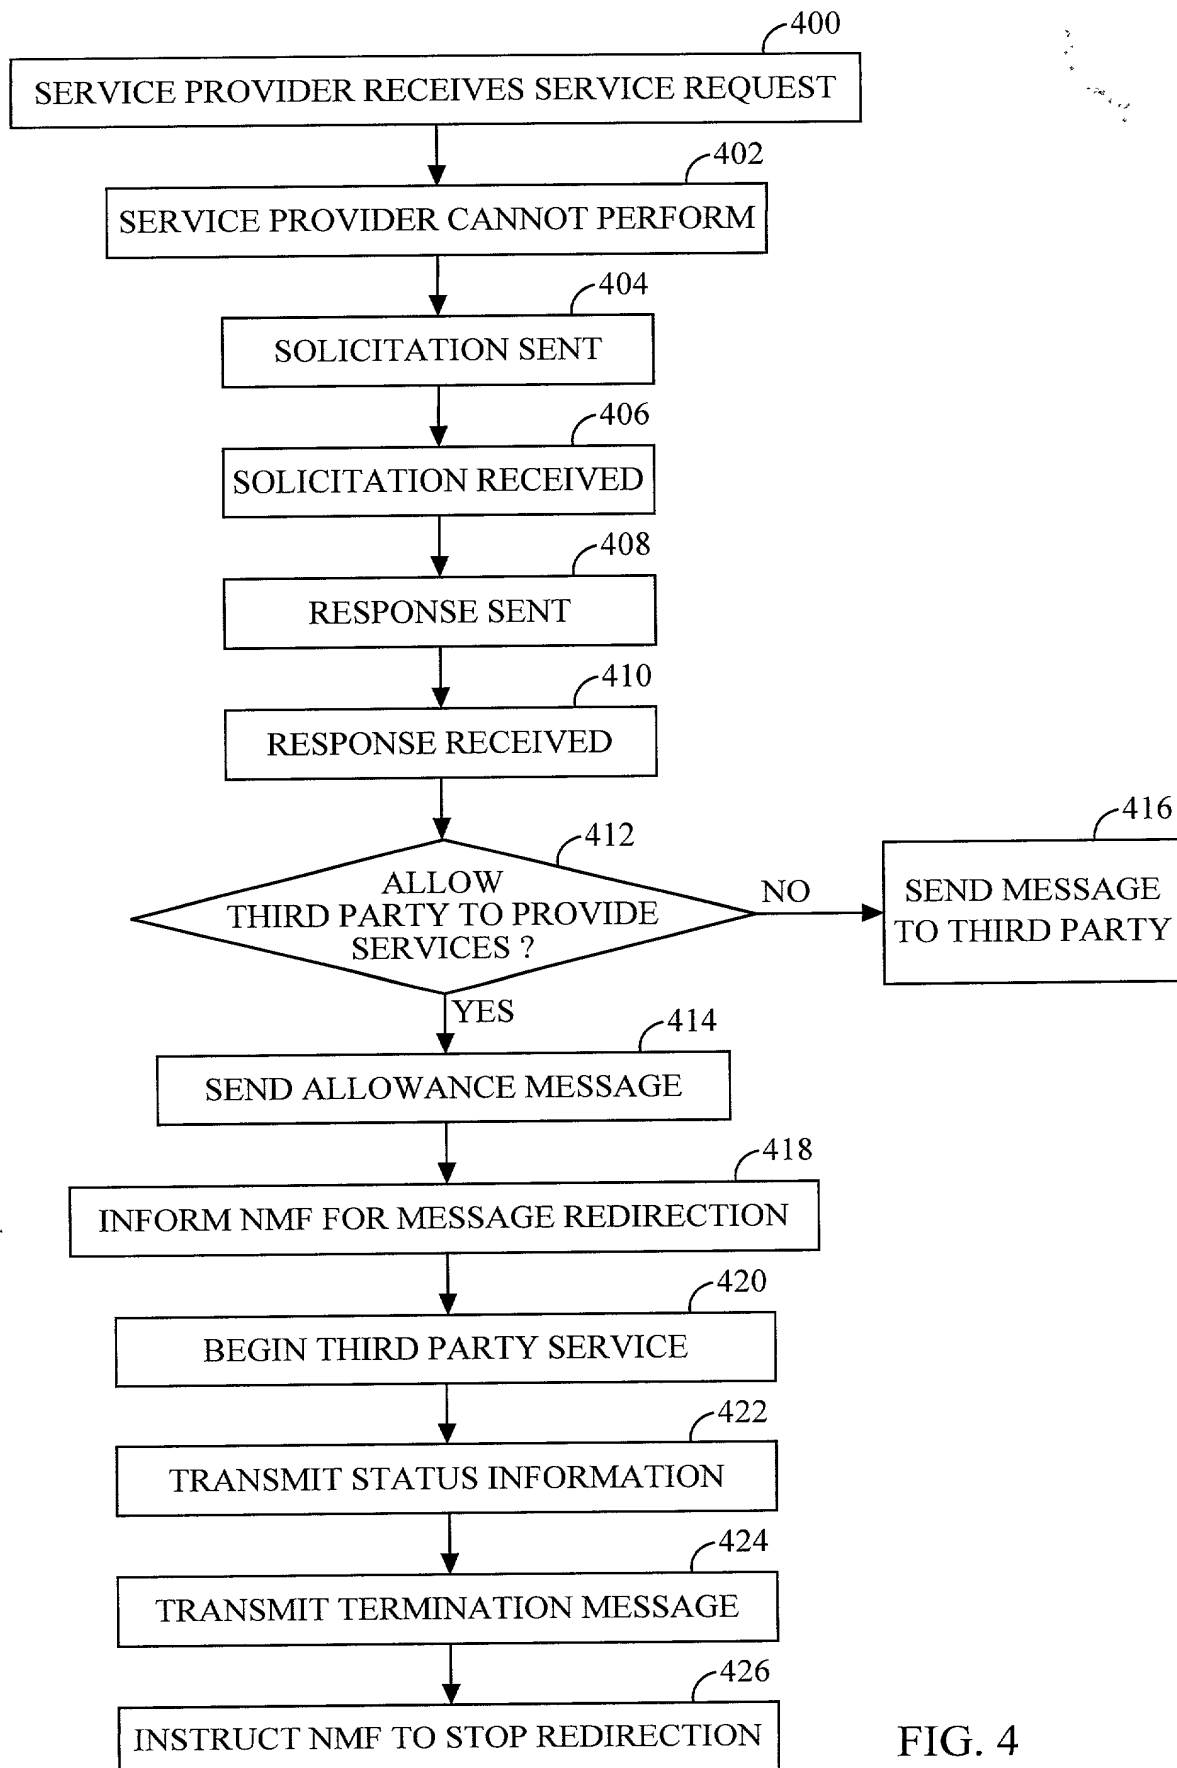 400
SERVICE PROVIDER RECEIVES SERVICE REQUEST
402
SERVICE PROVIDER CANNOT PERFORM
404
SOLICITATION SENT
406
SOLICITATION RECEIVED
408
RESPONSE SENT
410
RESPONSE RECEIVED
412
ALLOW
THIRD PARTY TO PROVIDE
SERVICES ?
NO
416
SEND MESSAGE
TO THIRD PARTY
YES
414
SEND ALLOWANCE MESSAGE
418
INFORM NMF FOR MESSAGE REDIRECTION
420
BEGIN THIRD PARTY SERVICE
422
TRANSMIT STATUS INFORMATION
424
TRANSMIT TERMINATION MESSAGE
426
INSTRUCT NMF TO STOP REDIRECTION
FIG. 4